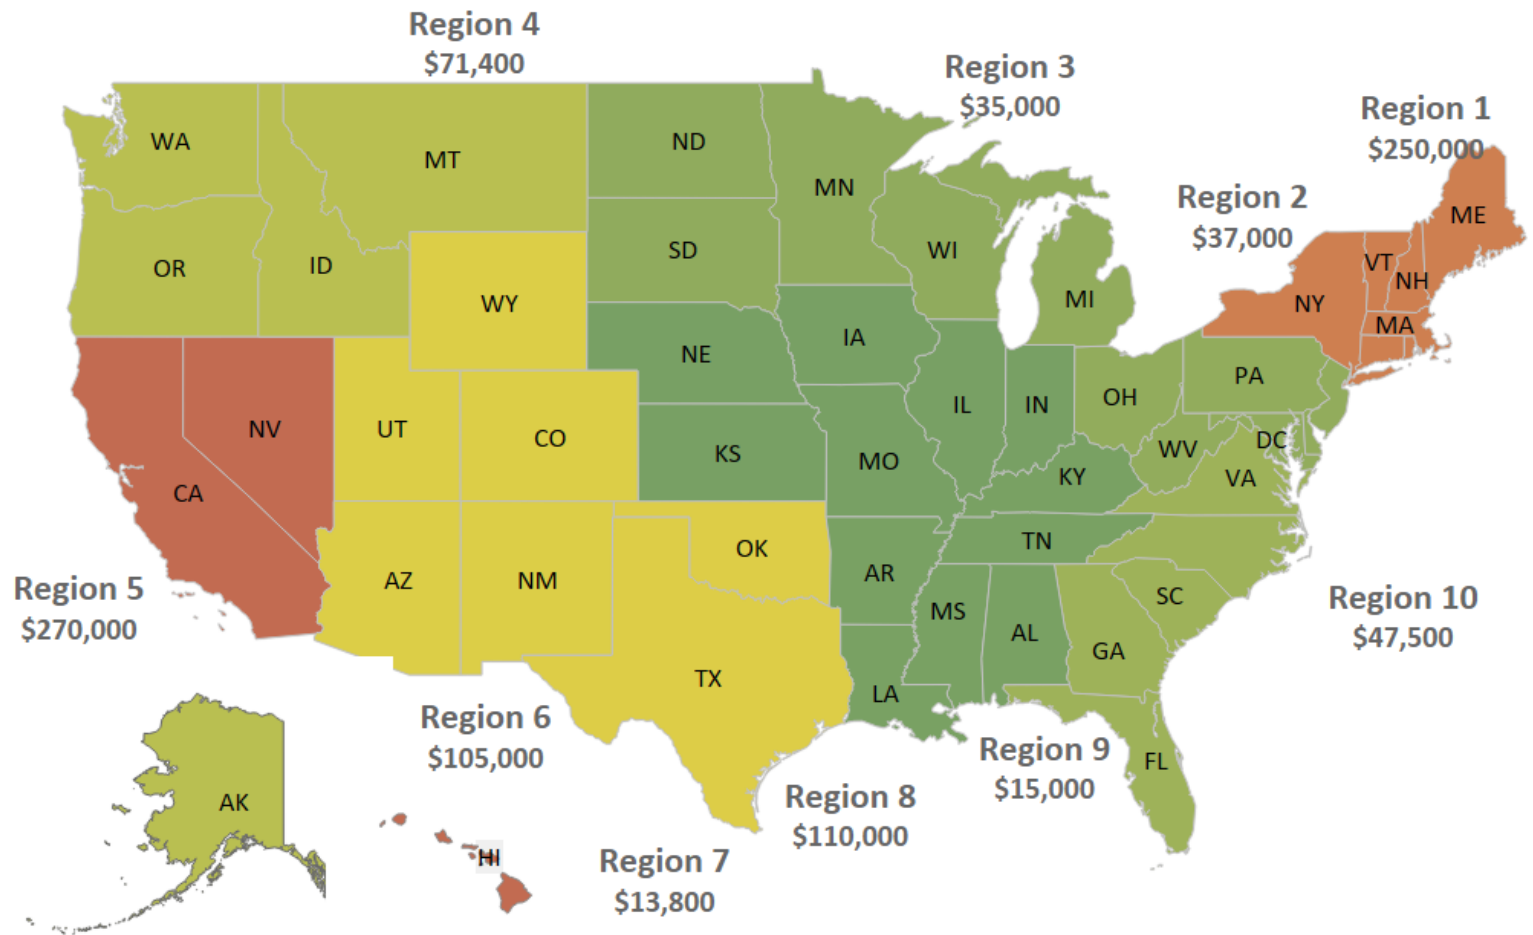 Region 4
$71,400
Region 3
$35,000
Region 1
$250,000
Region 2
$37,000
WA
MT
ND
MN
ME
OR
ID
SD
WI
VT
NH
WY
MI
NY
MA
NE
IA
PA
UT
CO
NV
KS
MO
IL
IN
OH
WV
DC
VA
KY
CA
OK
TN
AZ
NM
AR
MS
AL
SC
GA
Region 5
$270,000
Region 10
$47,500
TX
LA
FL
Region 6
$105,000
Region 9
$15,000
Region 8
$110,000
AK
HI
Region 7
$13,800